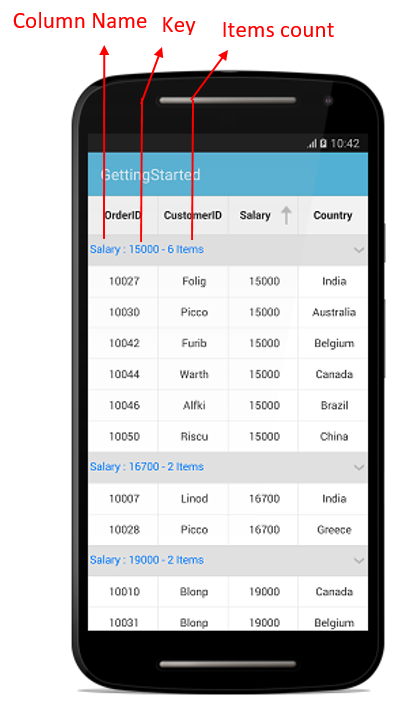 Column Name Key Items count
10:42
GettingStarted
OrderID CustomerID Salary Country
Salary : 15000 - 6 Items
10027 Folig 15000 India
10030 Picco 15000 Australia
10042 Furib 15000 Belgium
10044 Warth 15000 Canada
10046 Alfki 15000 Brazil
10050 Riscu 15000 China
Salary : 16700 - 2 Items
10007 Linod 16700 India
10028 Picco 16700 Greece
Salary : 19000 - 2 Items
10010 Blonp 19000 Canada
10031 Blonp 19000 Belgium